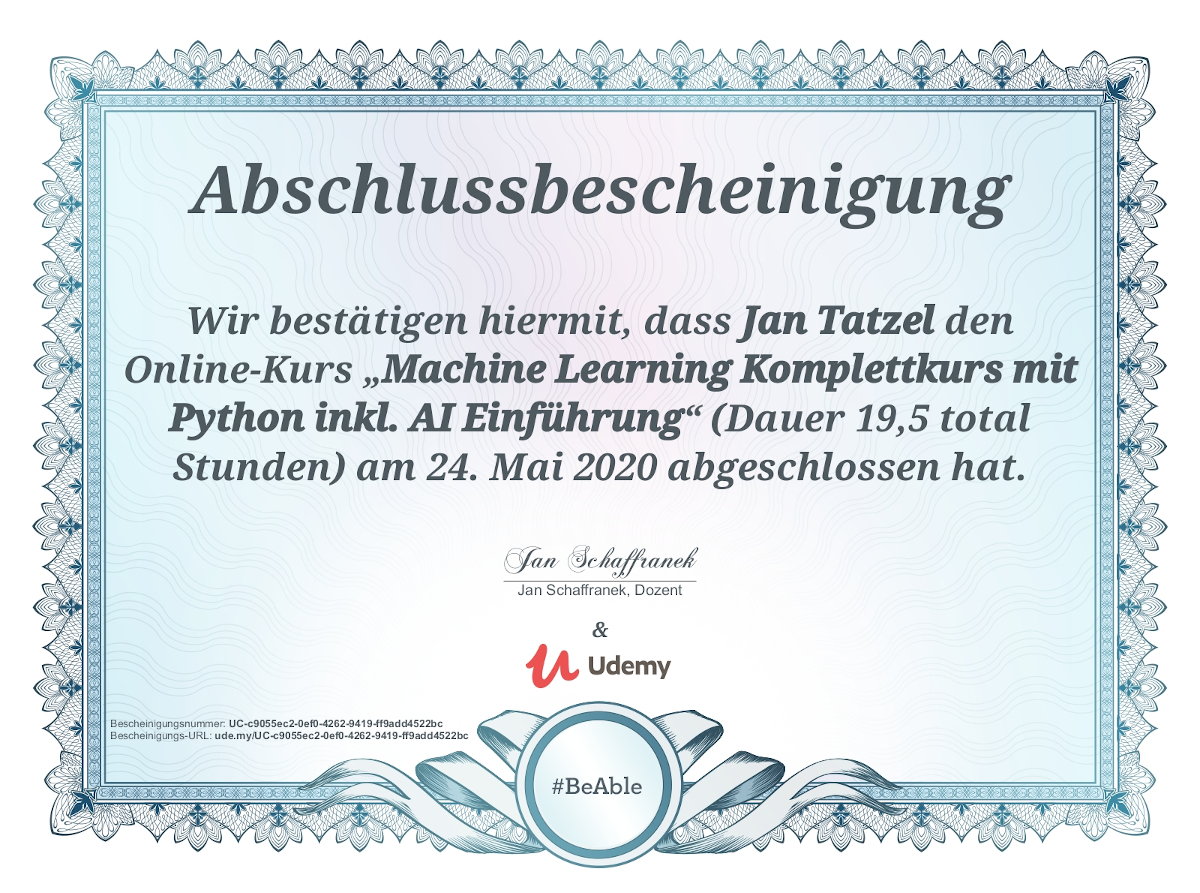 Abschlussbescheinigung
Wir bestätigen hiermit, dass Jan Tatzel den
Online-Kurs „Machine Learning Komplettkurs mit
Python inkl. AI Einführung“ (Dauer 19,5 total
Stunden) am 24. Mai 2020 abgeschlossen hat.
Jan Schaffranek
Jan Schaffranek, Dozent
&
Udemy
Bescheinigungsnummer: UC-c9055ec2-0ef0-4262-9419-ff9add4522bc
Bescheinigungs-URL: ude.my/UC-c9055ec2-0ef0-4262-9419-ff9add4522bc
#BeAble